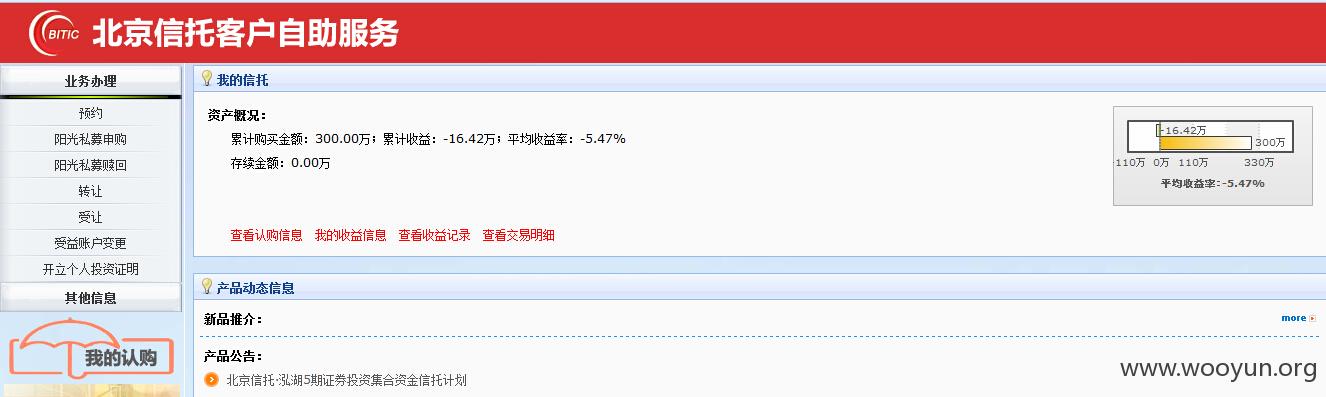 BITIC 北京信托客户自助服务
业务办理
预约
阳光私募申购
阳光私募赎回
转让
受让
受益账户变更
开立个人投资证明
其他信息
我的认购
我的信托
资产概况：
累计购买金额：300.00万；累计收益：-16.42万；平均收益率：-5.47%
存续金额：0.00万
查看认购信息 我的收益信息 查看收益记录 查看交易明细
-16.42万
300万
110万 0万 110万 330万
平均收益率:-5.47%
产品动态信息
新品推介：
more
产品公告：
北京信托·泓湖5期证券投资集合资金信托计划
www.wooyun.org